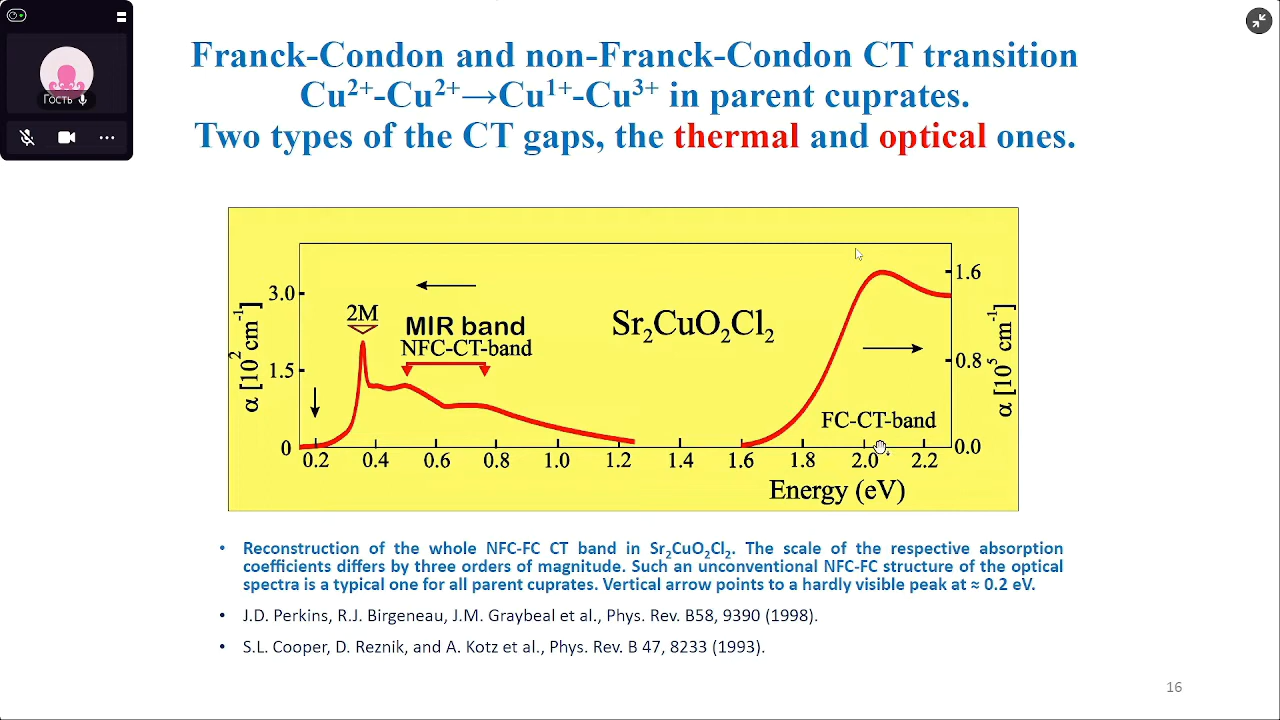 Гость
Franck-Condon and non-Franck-Condon CT transition
Cu²⁺-Cu²⁺→Cu¹⁺-Cu³⁺ in parent cuprates.
Two types of the CT gaps, the thermal and optical ones.
α [10² cm⁻¹]
3.0
1.5
0
2M
MIR band
NFC-CT-band
Sr₂CuO₂Cl₂
FC-CT-band
1.6
0.8
0.0
α [10⁵ cm⁻¹]
0.2 0.4 0.6 0.8 1.0 1.2 1.4 1.6 1.8 2.0 2.2
Energy (eV)
• Reconstruction of the whole NFC-FC CT band in Sr₂CuO₂Cl₂. The scale of the respective absorption
coefficients differs by three orders of magnitude. Such an unconventional NFC-FC structure of the optical
spectra is a typical one for all parent cuprates. Vertical arrow points to a hardly visible peak at ≈ 0.2 eV.
• J.D. Perkins, R.J. Birgeneau, J.M. Graybeal et al., Phys. Rev. B58, 9390 (1998).
• S.L. Cooper, D. Reznik, and A. Kotz et al., Phys. Rev. B 47, 8233 (1993).
16